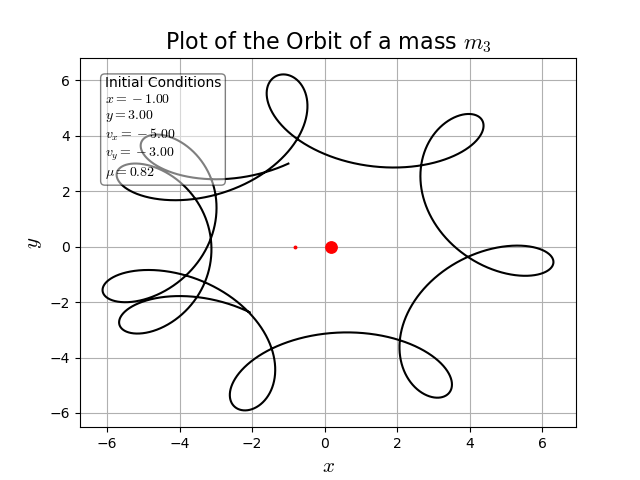 Plot of the Orbit of a mass m₃
Initial Conditions
x = −1.00
y = 3.00
vₓ = −5.00
v_y = −3.00
μ = 0.82
y
6
4
2
0
−2
−4
−6
−6 −4 −2 0 2 4 6
x